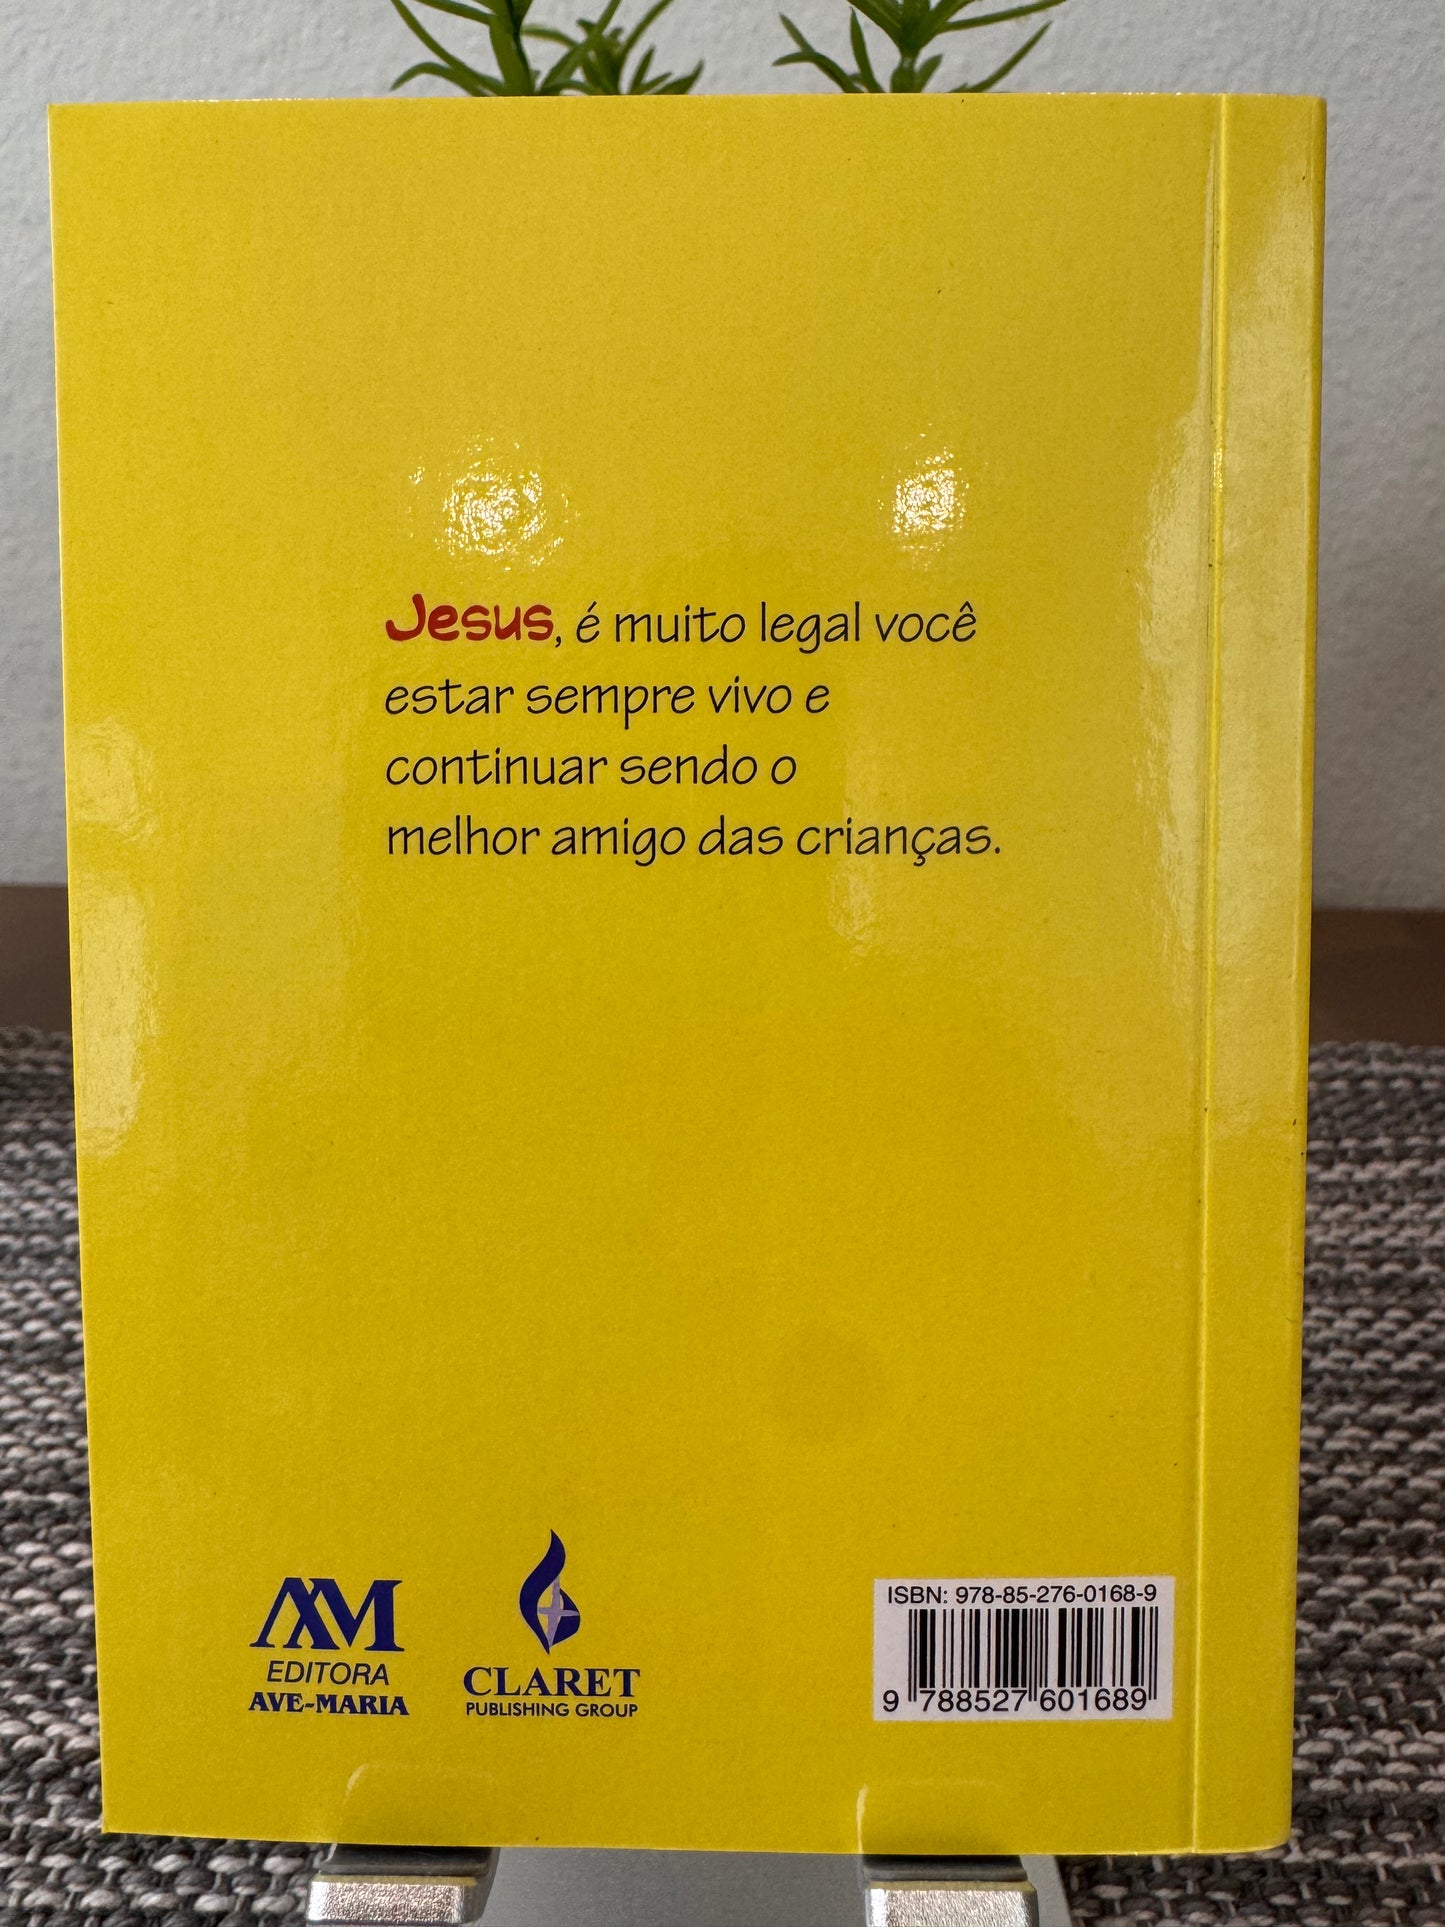 Jesus, é muito legal você
estar sempre vivo e
continuar sendo o
melhor amigo das crianças.
AM
EDITORA
AVE-MARIA
CLARET
PUBLISHING GROUP
ISBN: 978-85-276-0168-9
9 788527 601689